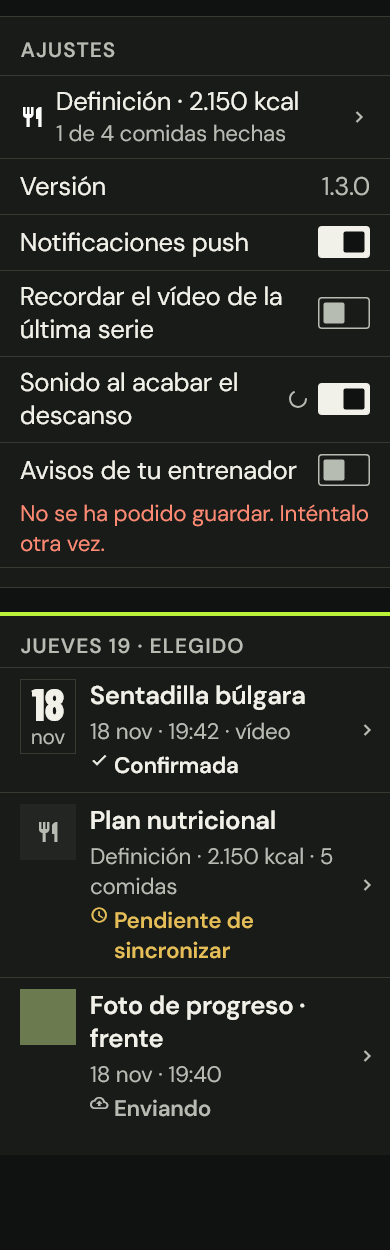 AJUSTES
Definición · 2.150 kcal
1 de 4 comidas hechas
Versión
1.3.0
Notificaciones push
Recordar el vídeo de la
última serie
Sonido al acabar el
descanso
Avisos de tu entrenador
No se ha podido guardar. Inténtalo
otra vez.
JUEVES 19 · ELEGIDO
18
nov
Sentadilla búlgara
18 nov · 19:42 · vídeo
Confirmada
Plan nutricional
Definición · 2.150 kcal · 5
comidas
Pendiente de
sincronizar
Foto de progreso ·
frente
18 nov · 19:40
Enviando